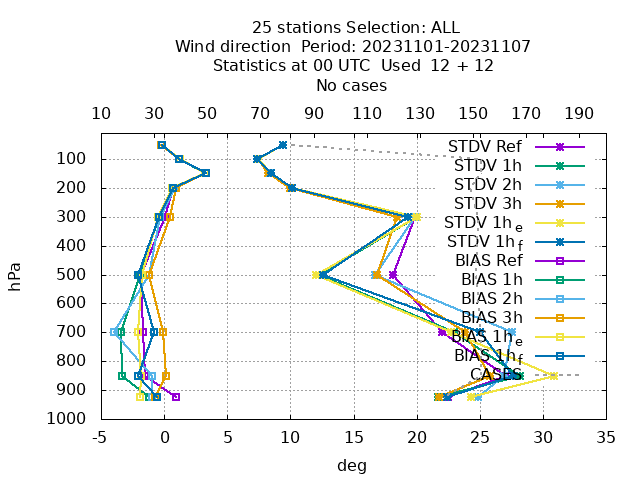 25 stations Selection: ALL
Wind direction  Period: 20231101-20231107
Statistics at 00 UTC  Used  12 + 12
No cases
10 30 50 70 90 110 130 150 170 190
STDV Ref
STDV 1h
STDV 2h
STDV 3h
STDV 1he
STDV 1hf
BIAS Ref
BIAS 1h
BIAS 2h
BIAS 3h
BIAS 1he
BIAS 1hf
CASES
hPa
100
200
300
400
500
600
700
800
900
1000
-5 0 5 10 15 20 25 30 35
deg